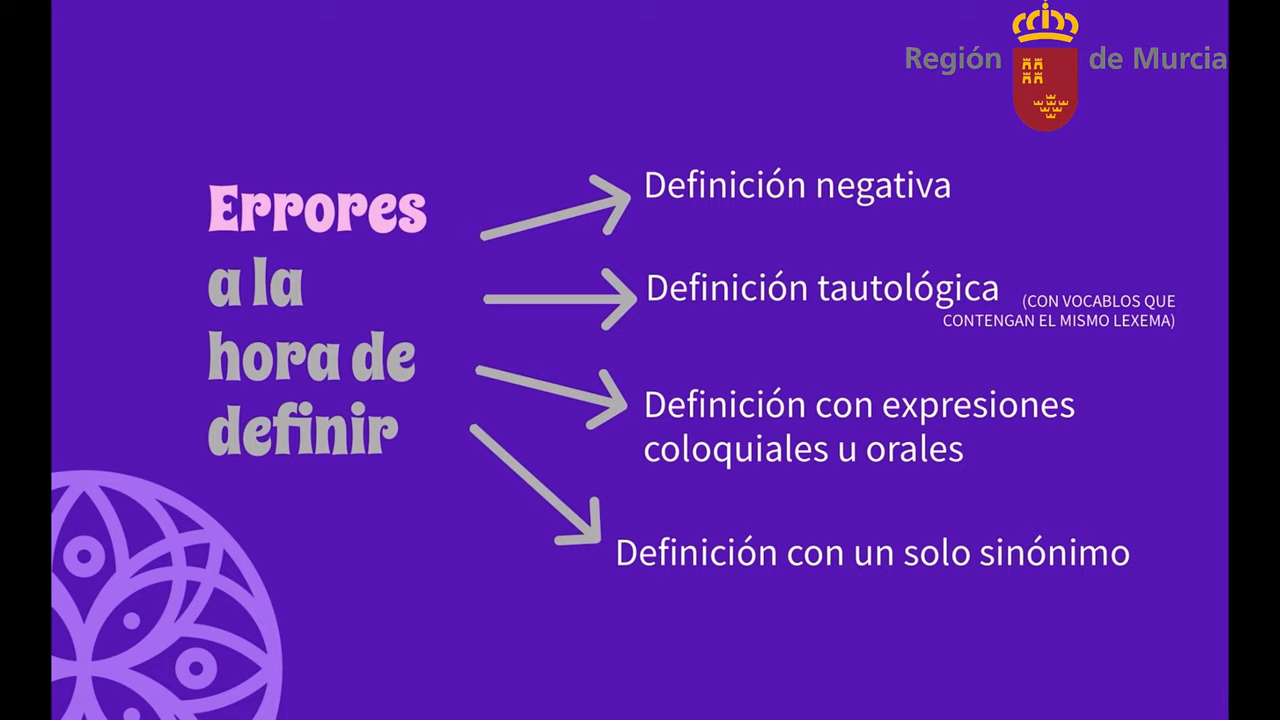 Región de Murcia
Errores
a la
hora de
definir
Definición negativa
Definición tautológica
(CON VOCABLOS QUE
CONTENGAN EL MISMO LEXEMA)
Definición con expresiones
coloquiales u orales
Definición con un solo sinónimo